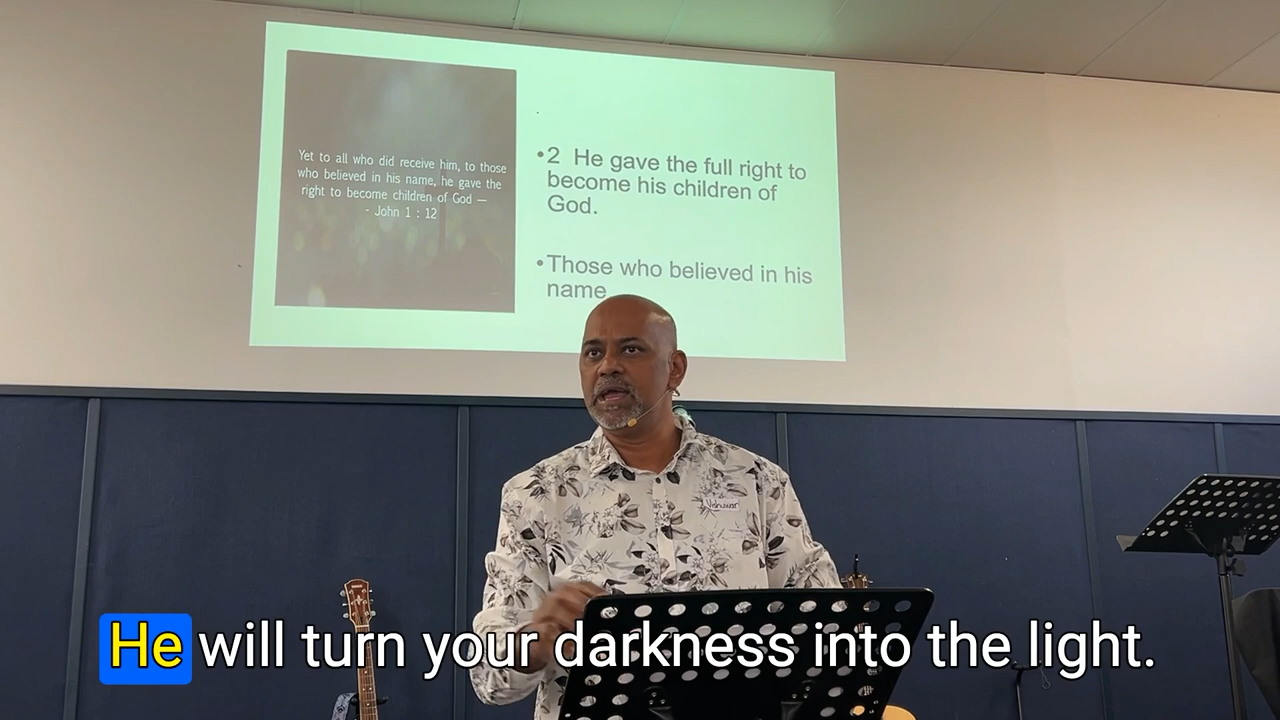 Yet to all who did receive him, to those
who believed in his name, he gave the
right to become children of God —
- John 1 : 12
•2 He gave the full right to
become his children of
God.
•Those who believed in his
name
He will turn your darkness into the light.